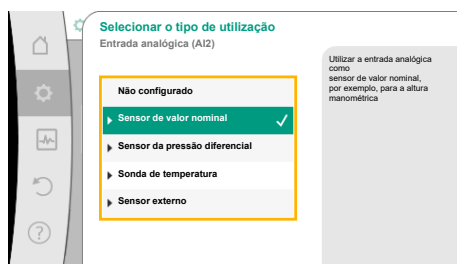 Selecionar o tipo de utilização
Entrada analógica (AI2)
Não configurado
Sensor de valor nominal
Sensor da pressão diferencial
Sonda de temperatura
Sensor externo
Utilizar a entrada analógica
como
sensor de valor nominal,
por exemplo, para a altura
manométrica
?